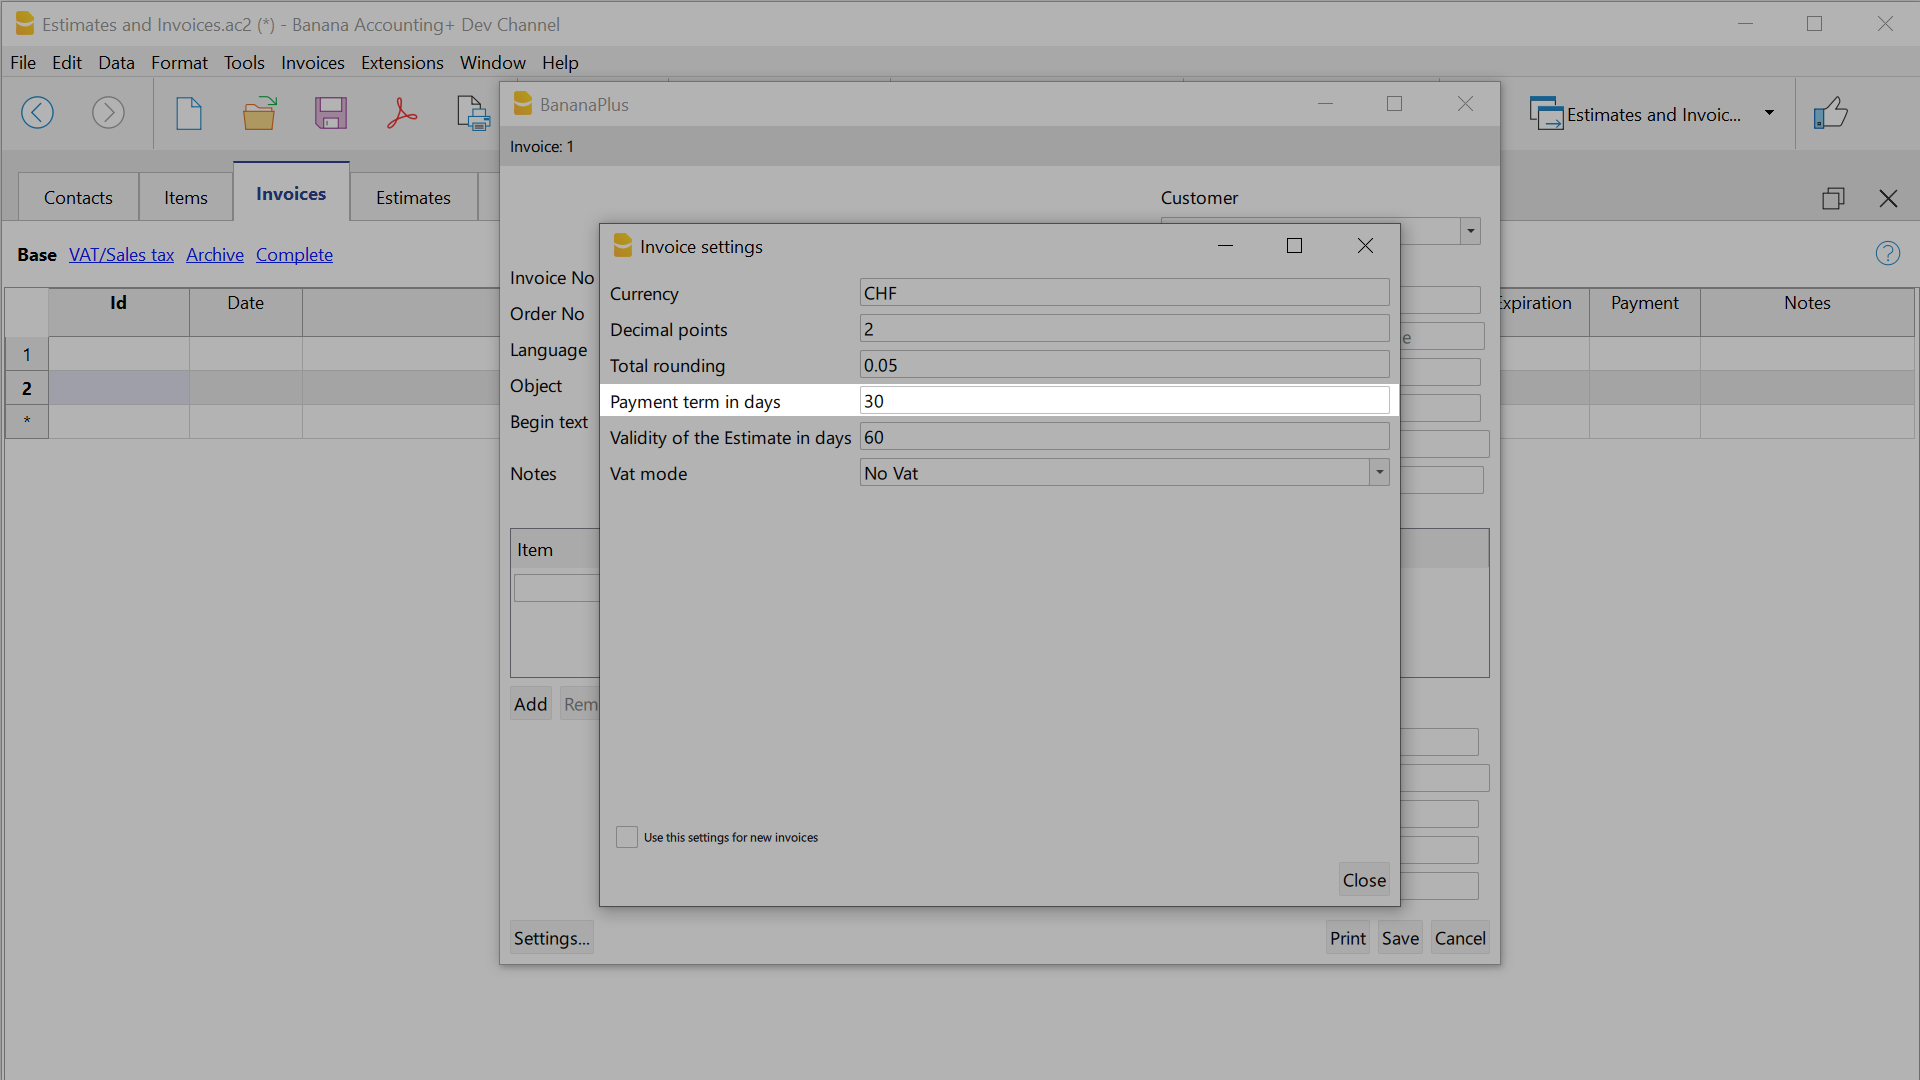 Estimates and Invoices.ac2 (*) - Banana Accounting+ Dev Channel
File Edit Data Format Tools Invoices Extensions Window Help
Estimates and Invoic...
BananaPlus
Invoice: 1
Contacts Items Invoices Estimates
Customer
Base VAT/Sales tax Archive Complete
Id Date Expiration Payment Notes
1
2
*
Invoice No
Order No
Language
Object
Begin text
Notes
Item
Add Rem
Invoice settings
Currency CHF
Decimal points 2
Total rounding 0.05
Payment term in days 30
Validity of the Estimate in days 60
Vat mode No Vat
Use this settings for new invoices
Close
Settings... Print Save Cancel